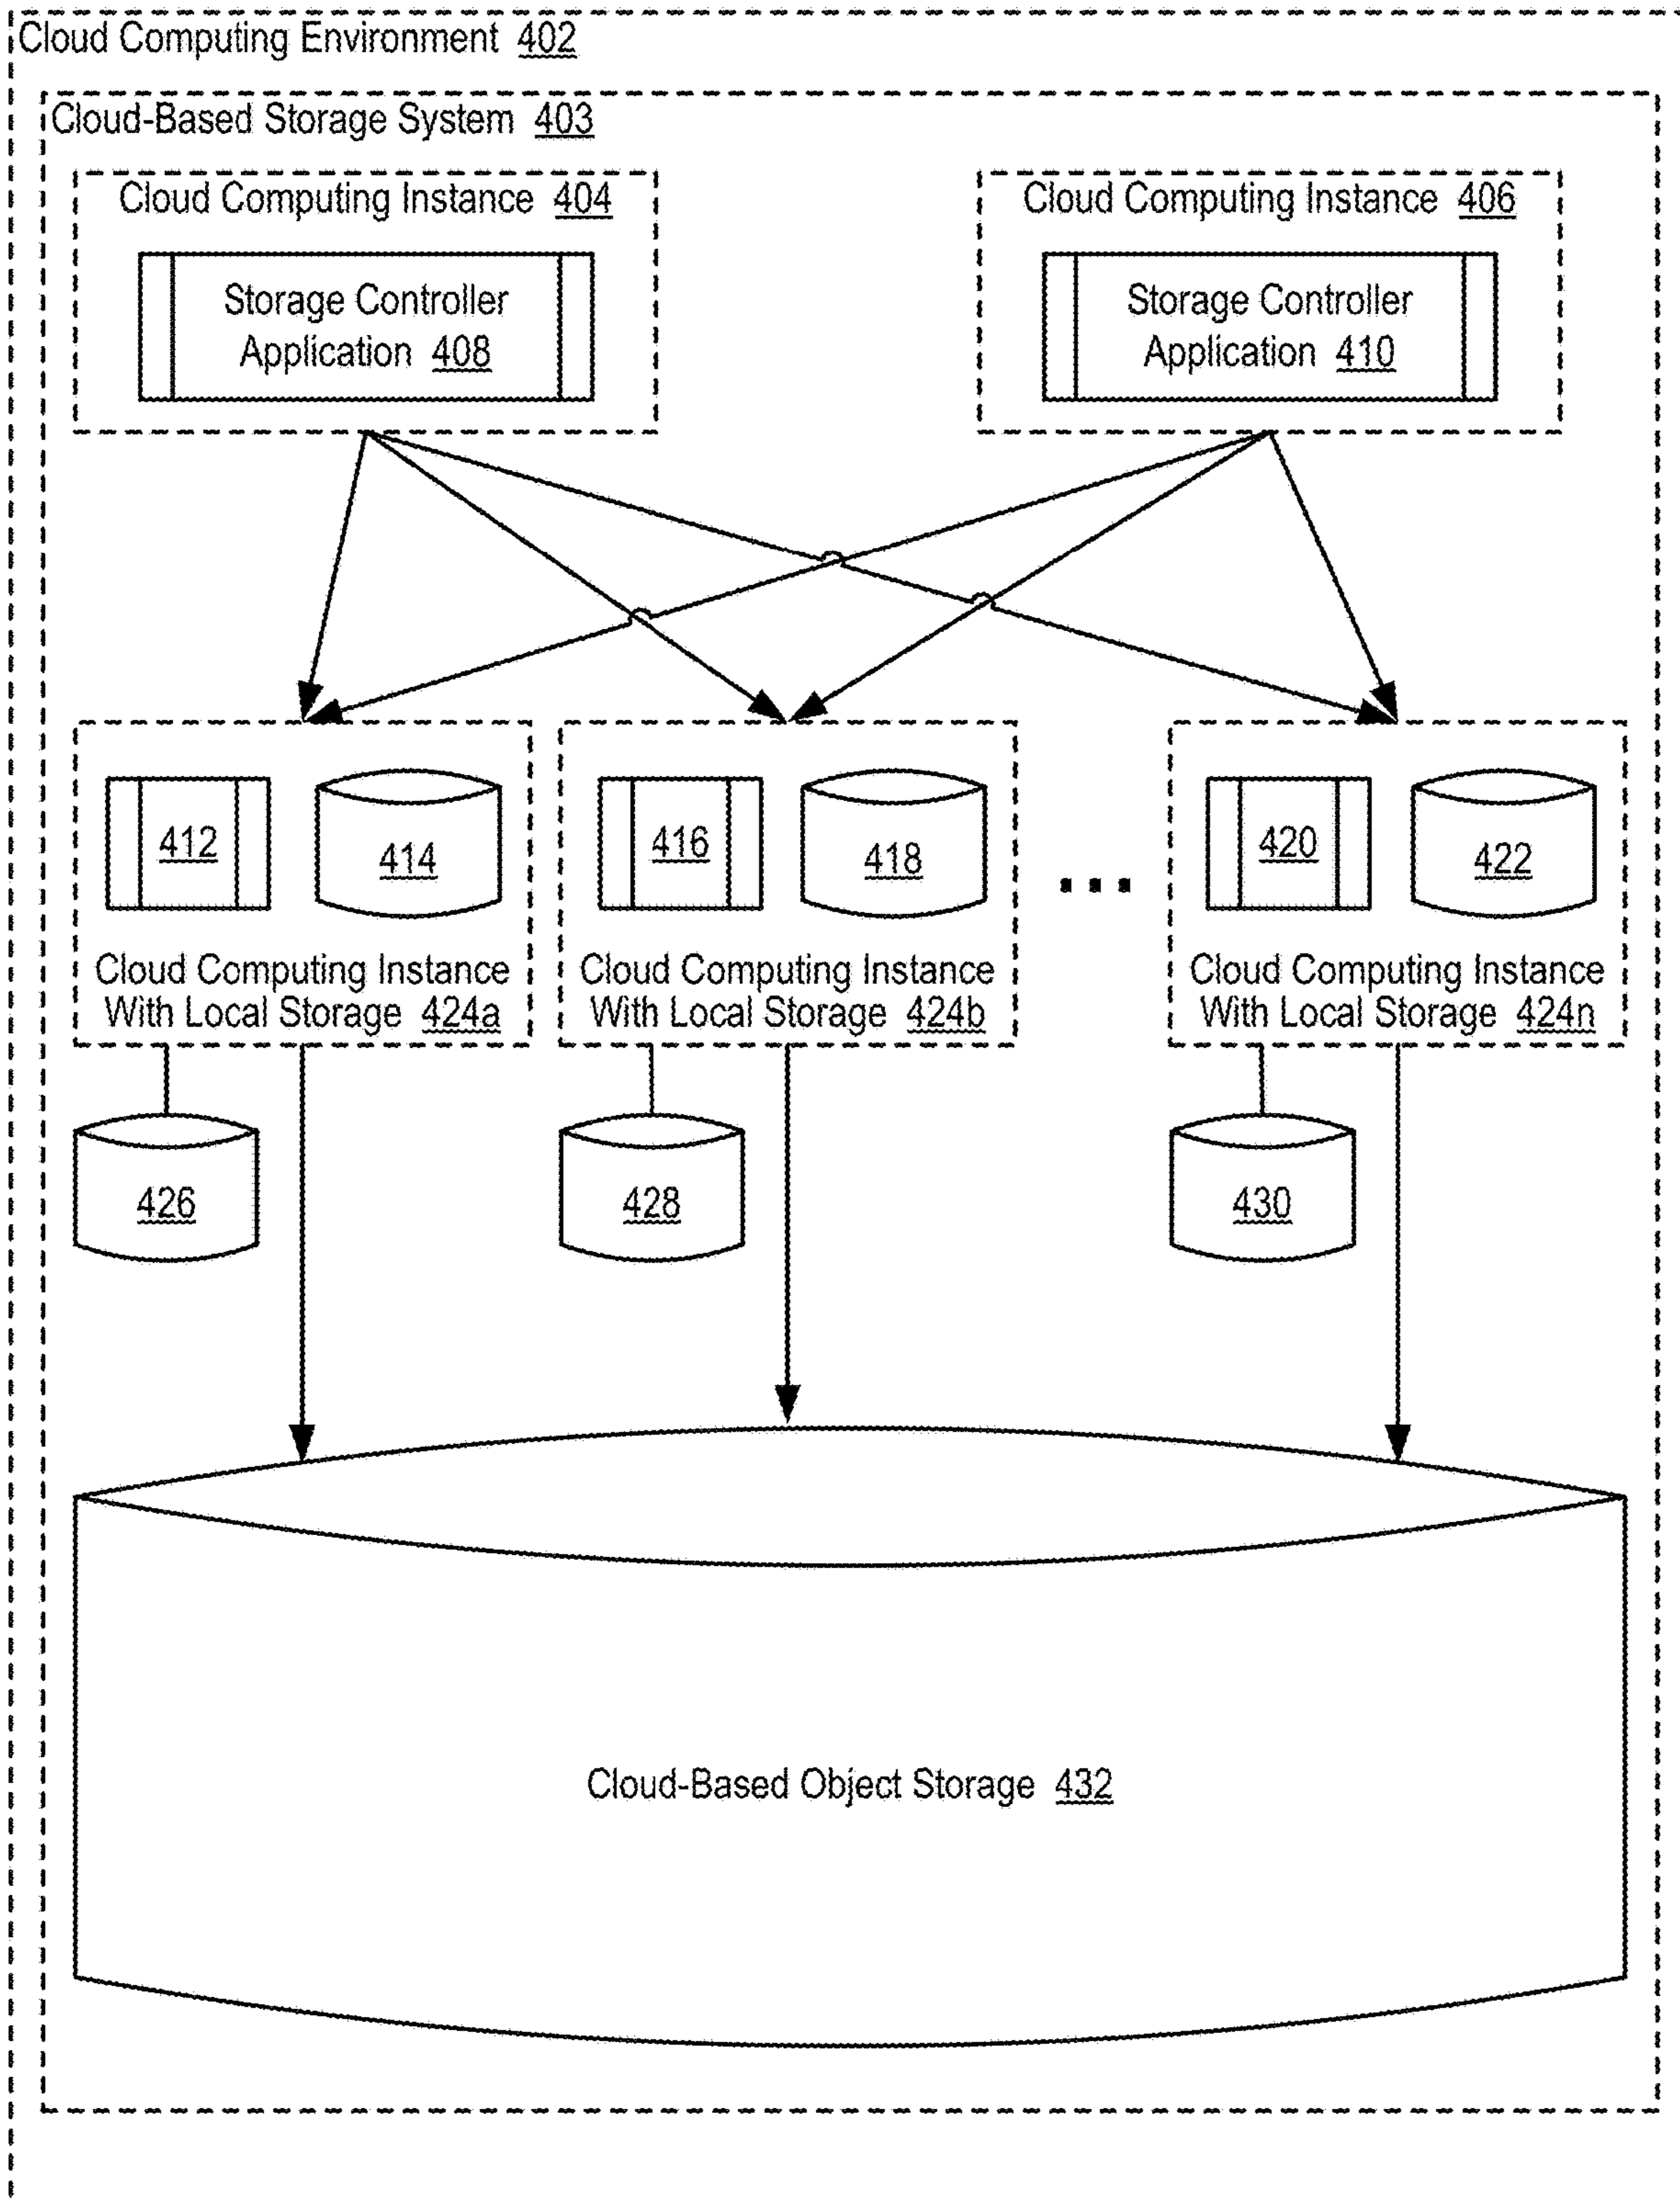 Cloud Computing Environment 402
Cloud-Based Storage System 403
Cloud Computing Instance 404
Storage Controller
Application 408
Cloud Computing Instance 406
Storage Controller
Application 410
412
414
Cloud Computing Instance
With Local Storage 424a
416
418
Cloud Computing Instance
With Local Storage 424b
...
420
422
Cloud Computing Instance
With Local Storage 424n
426
428
430
Cloud-Based Object Storage 432